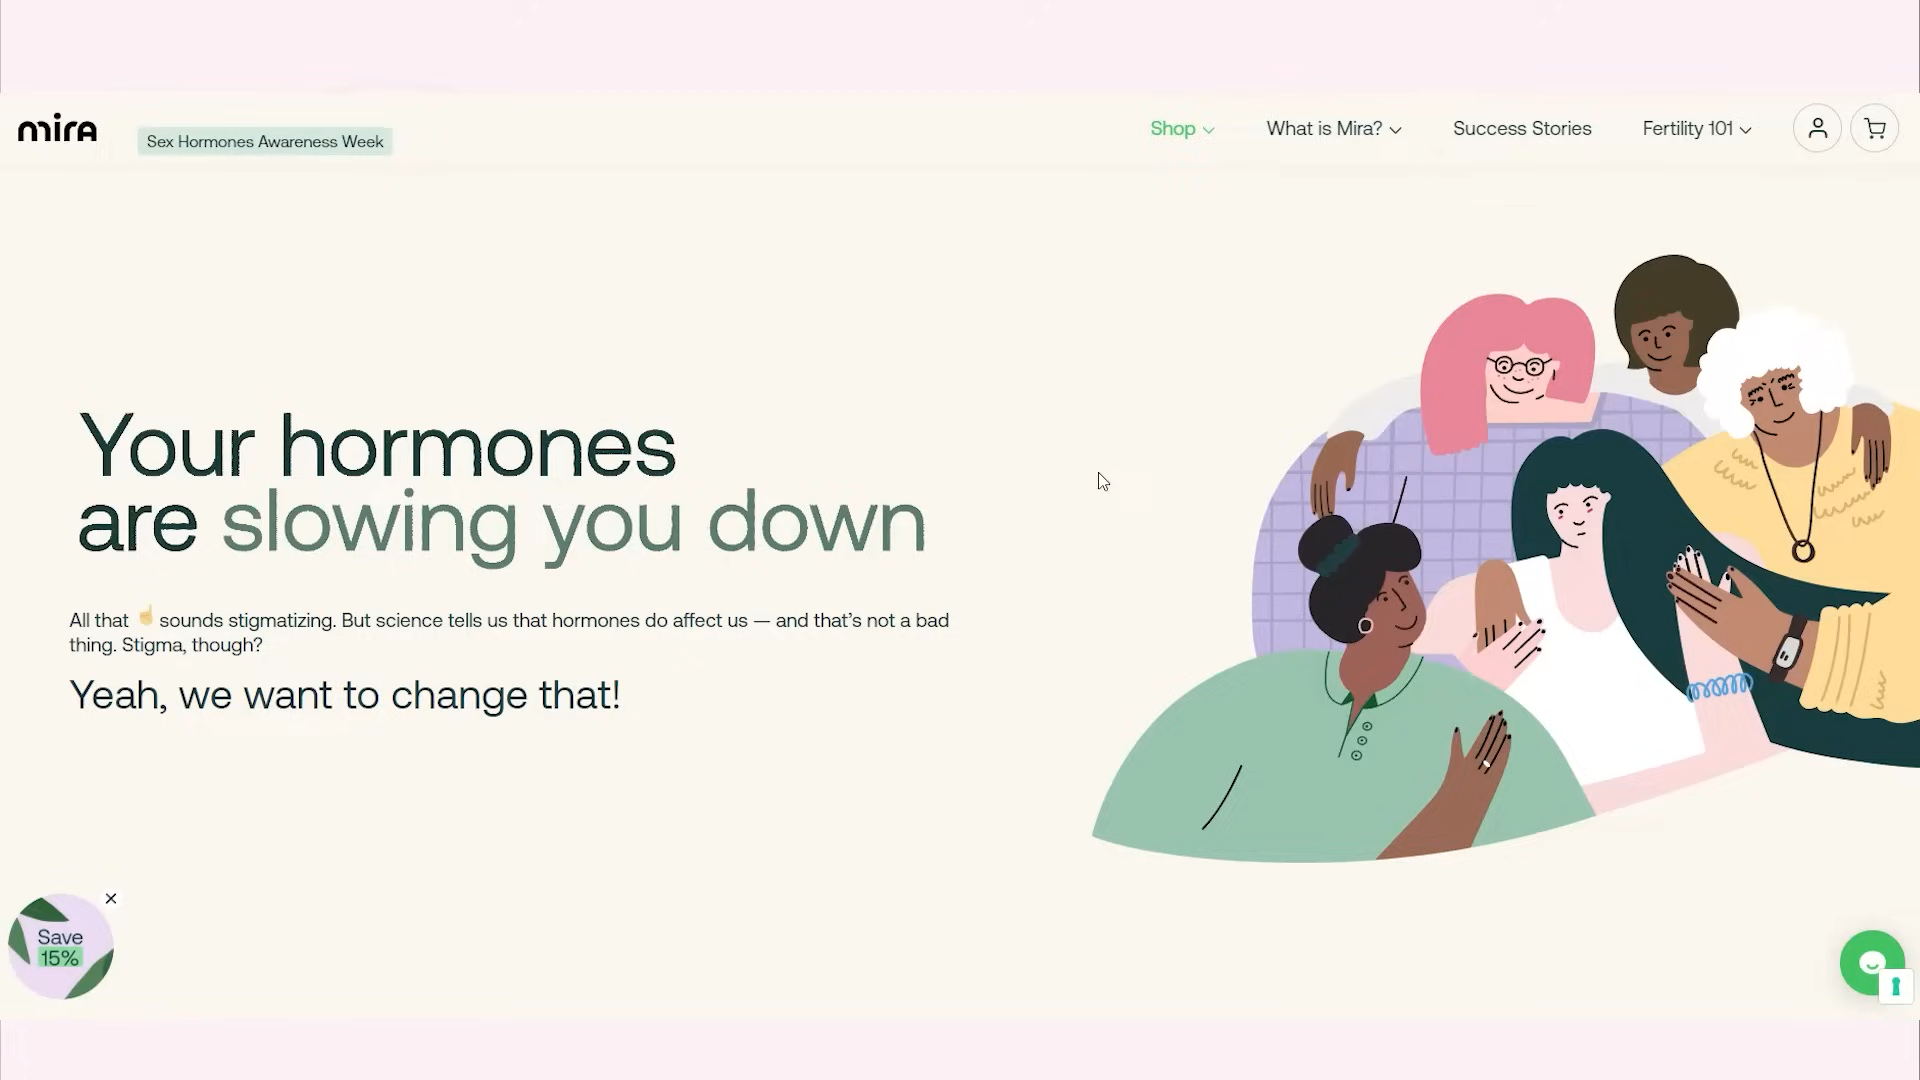 mira
Sex Hormones Awareness Week
Shop
What is Mira?
Success Stories
Fertility 101
Your hormones
are slowing you down
All that ☝ sounds stigmatizing. But science tells us that hormones do affect us — and that’s not a bad
thing. Stigma, though?
Yeah, we want to change that!
Save
15%